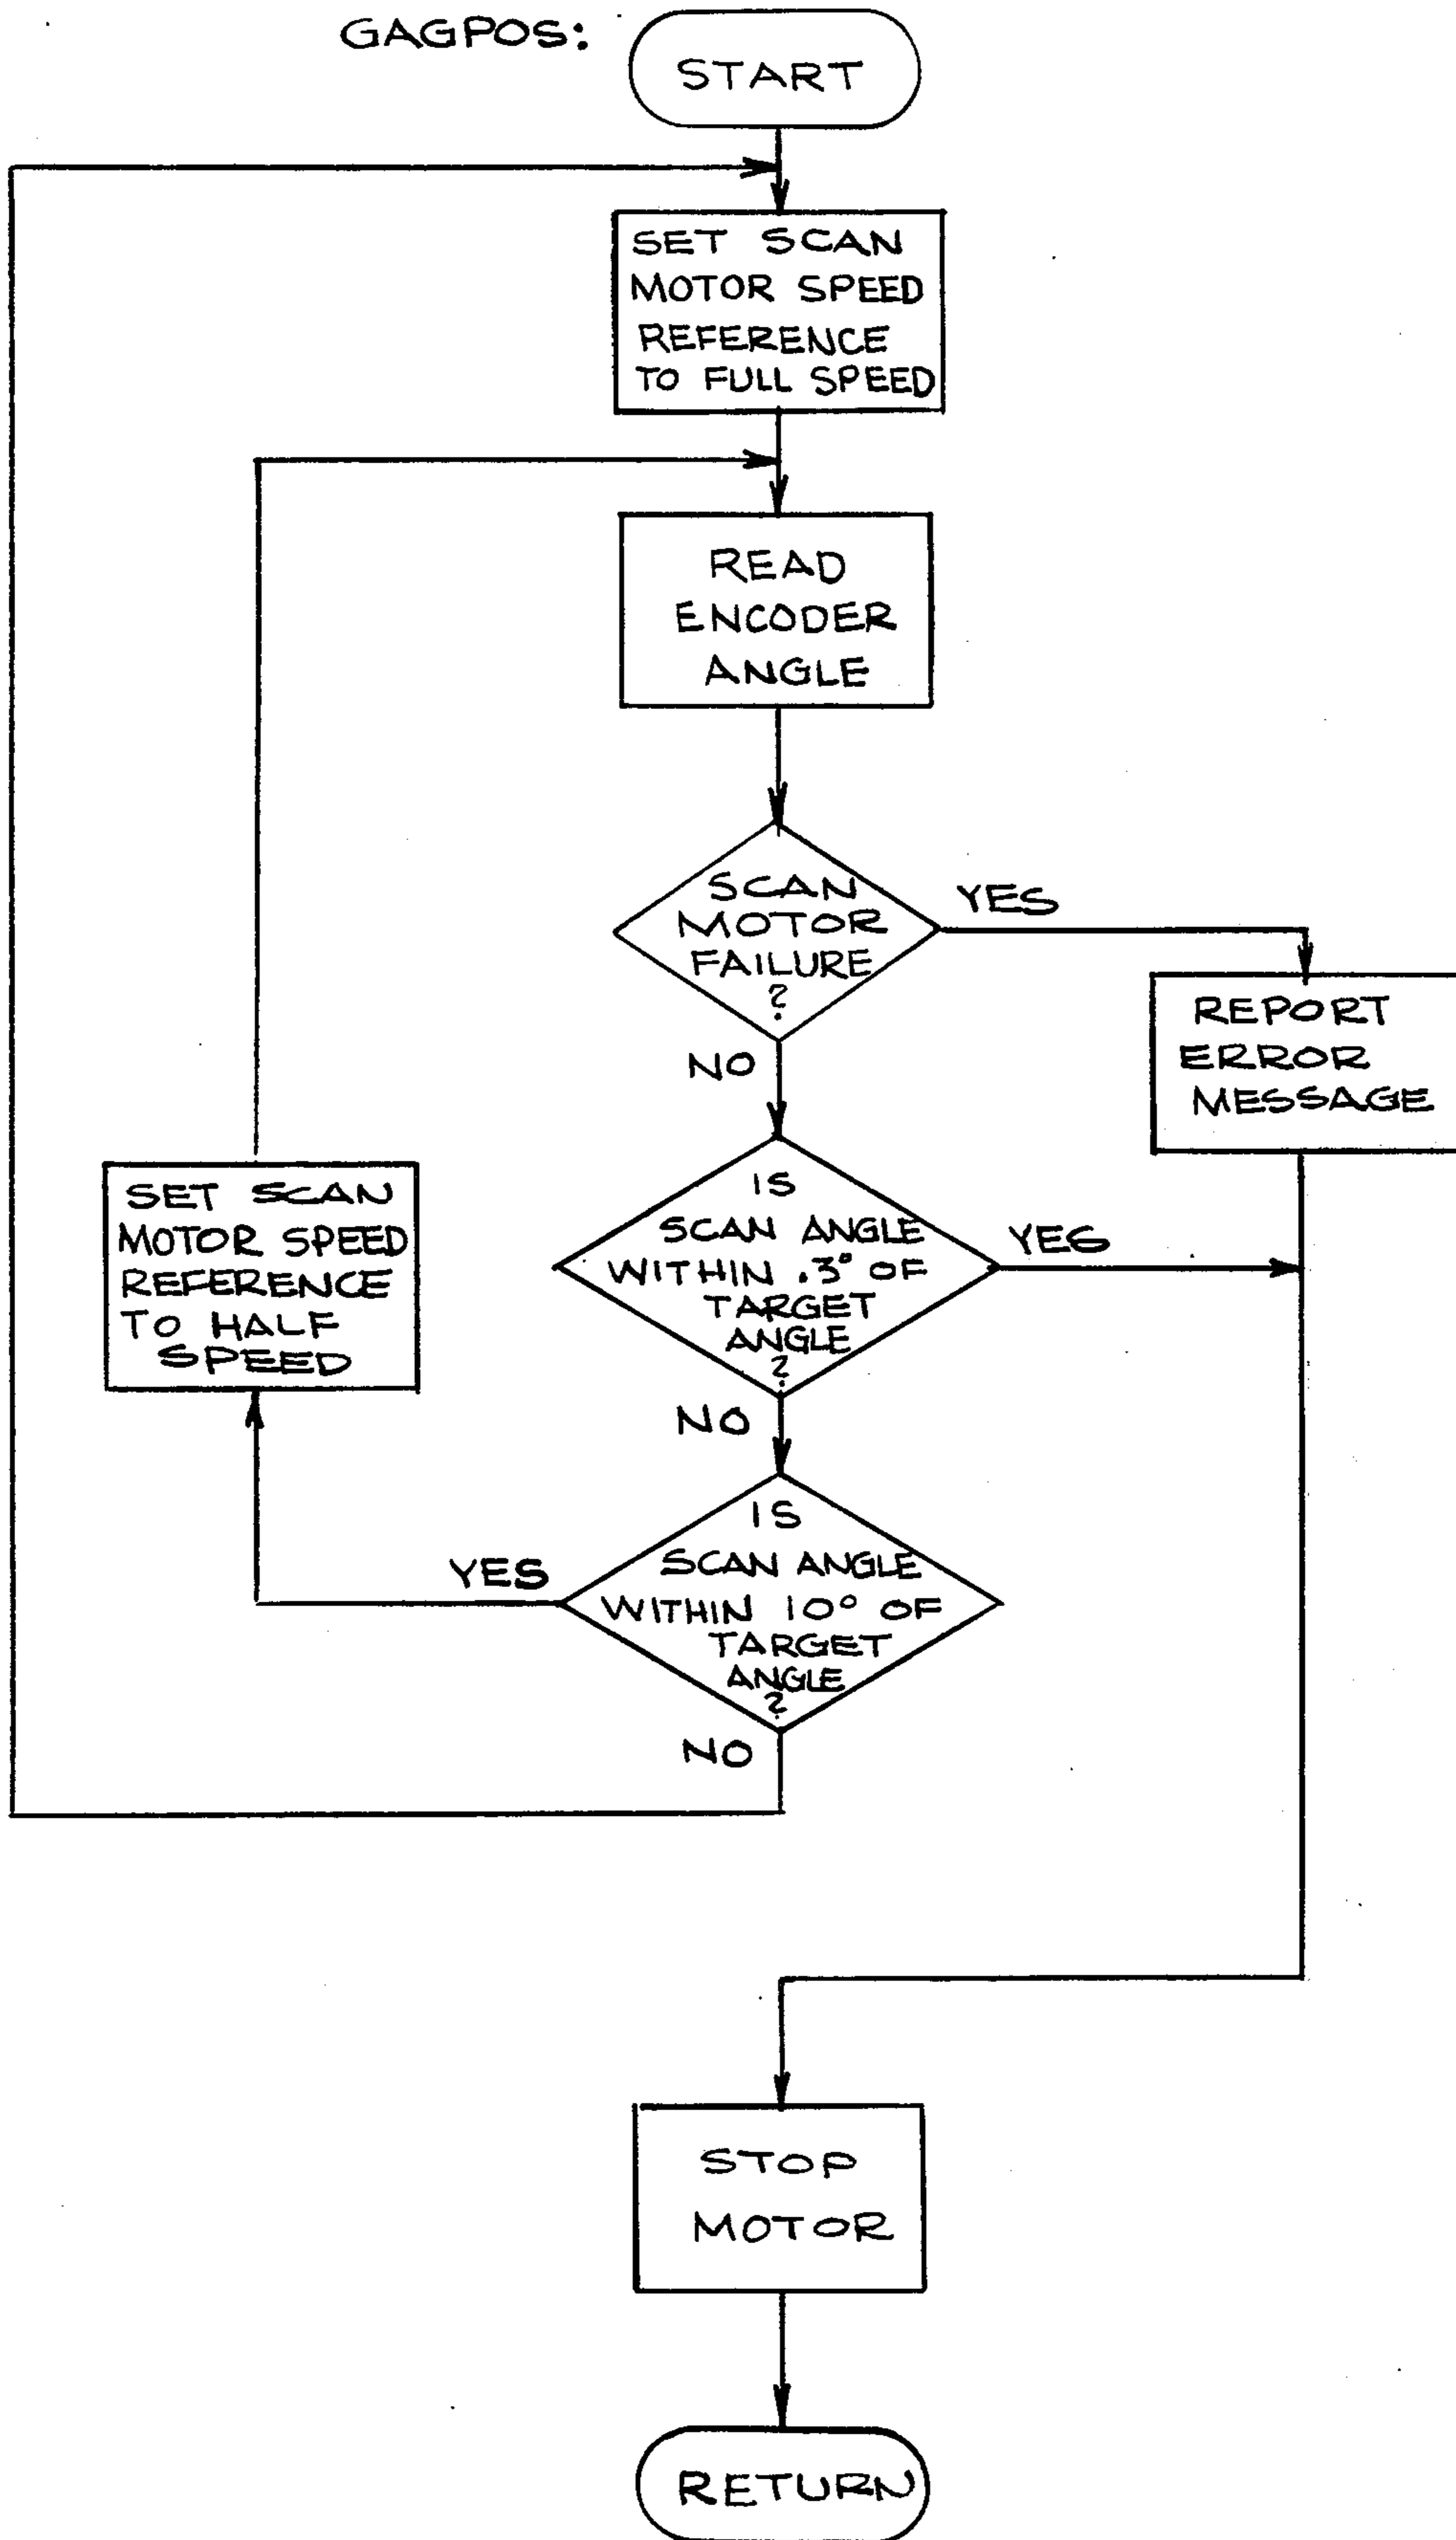 GAGPOS:
START
SET SCAN
MOTOR SPEED
REFERENCE
TO FULL SPEED
READ
ENCODER
ANGLE
SCAN
MOTOR
FAILURE
?
YES
NO
REPORT
ERROR
MESSAGE
IS
SCAN ANGLE
WITHIN .3° OF
TARGET
ANGLE
?
YES
NO
SET SCAN
MOTOR SPEED
REFERENCE
TO HALF
SPEED
IS
SCAN ANGLE
WITHIN 10° OF
TARGET
ANGLE
?
YES
NO
STOP
MOTOR
RETURN